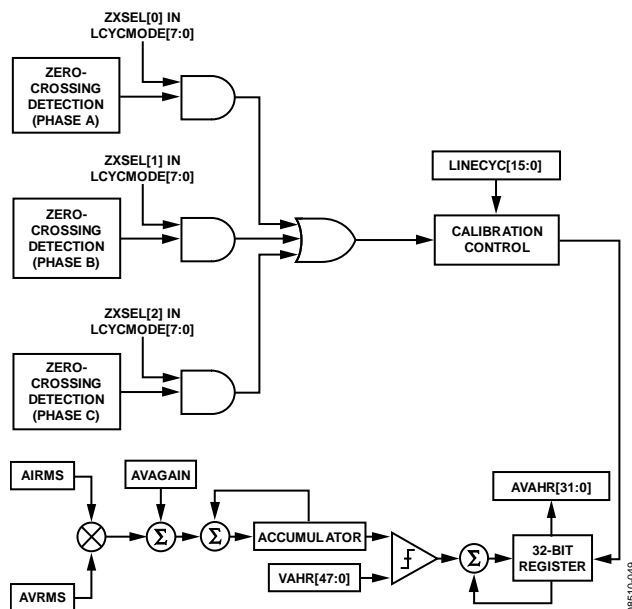 ZXSEL[0] IN
LCYCMODE[7:0]
ZERO-
CROSSING
DETECTION
(PHASE A)
ZXSEL[1] IN
LCYCMODE[7:0]
ZERO-
CROSSING
DETECTION
(PHASE B)
LINECYC[15:0]
CALIBRATION
CONTROL
ZXSEL[2] IN
LCYCMODE[7:0]
ZERO-
CROSSING
DETECTION
(PHASE C)
AIRMS
AVAGAIN
AVAHR[31:0]
Σ
Σ
ACCUMULATOR
Σ
32-BIT
REGISTER
VAHR[47:0]
AVRMS
08510-049